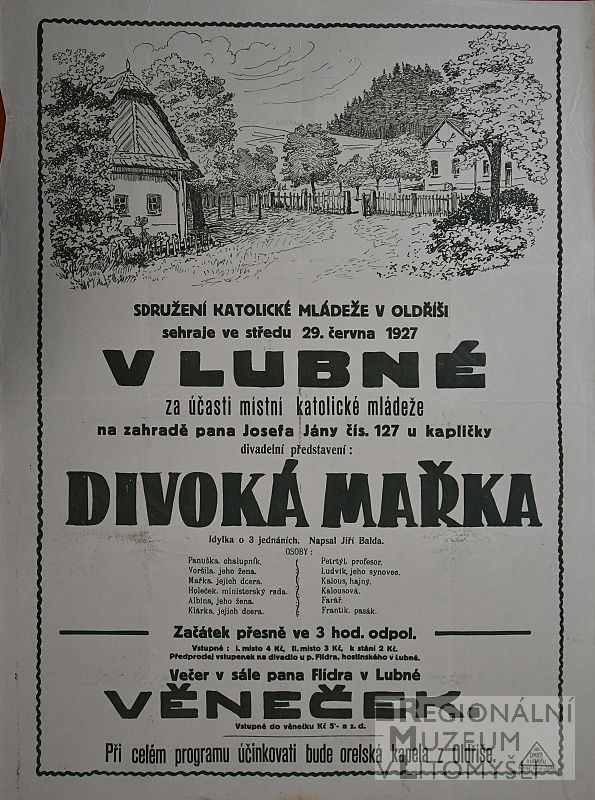 SDRUŽENÍ KATOLICKÉ MLÁDEŽE V OLDŘIŠI
sehraje ve středu 29. června 1927
V LUBNÉ
za účasti místní katolické mládeže
na zahradě pana Josefa Jány čís. 127 u kapličky
divadelní představení :
DIVOKÁ MAŘKA
Idylka o 3 jednáních. Napsal Jiří Balda.
OSOBY :
Panuška, chalupník.
Voršila, jeho žena.
Mařka, jejich dcera.
Holeček, ministerský rada.
Albina, jeho žena.
Klárka, jejich dcera.
Petrtýl, profesor.
Ludvík, jeho synovec.
Kalous, hajný.
Kalousová.
Farář.
Frantík, pasák.
Začátek přesně ve 3 hod. odpol.
Vstupné : I. místo 4 Kč, II. místo 3 Kč, k stání 2 Kč.
Předprodej vstupenek na divadlo u p. Flídra, hostinského v Lubné.
Večer v sále pana Flídra v Lubné
VĚNEČEK.
Vstupné do věnečku Kč 5·- a z. d.
Při celém programu účinkovati bude orelská kapela z Oldřiše.
REGIONÁLNÍ
MUZEUM
V LITOMYŠLI